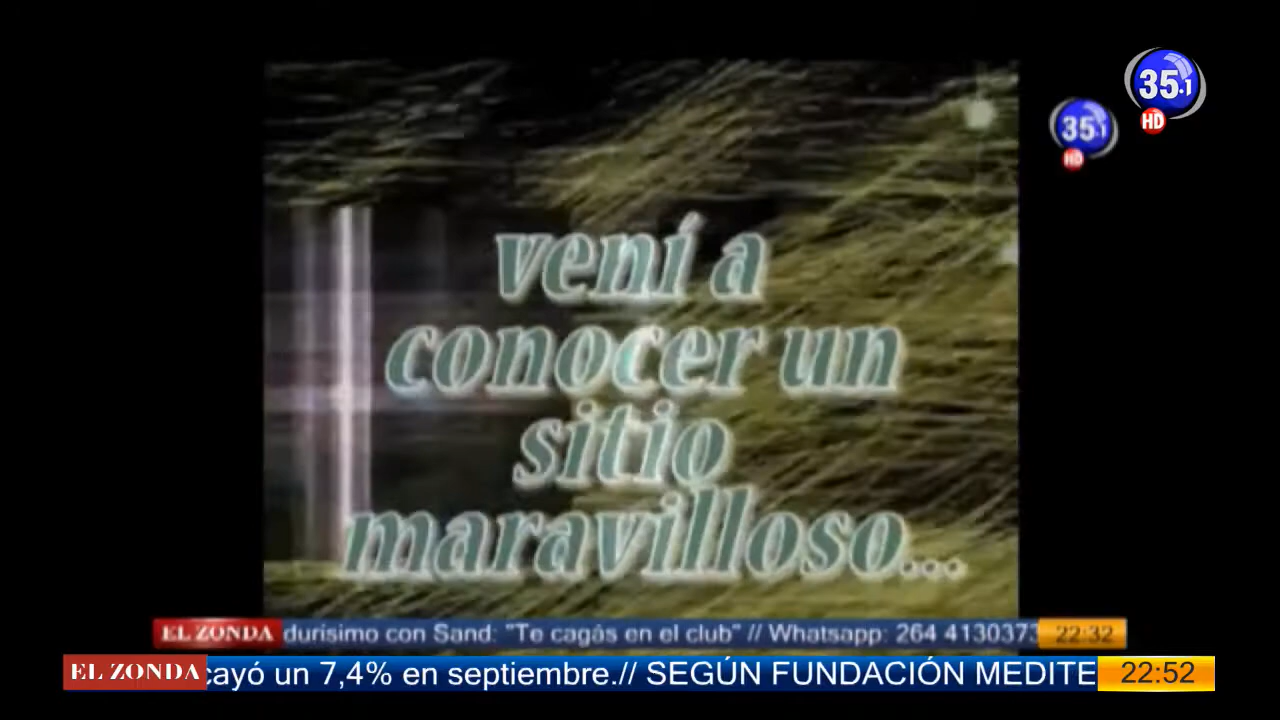 35.1
HD
35.1
HD
vení a
conocer un
sitio
maravilloso...
EL ZONDA durísimo con Sand: "Te cagás en el club" // Whatsapp: 264 4130373 22:32
EL ZONDA cayó un 7,4% en septiembre.// SEGÚN FUNDACIÓN MEDITE 22:52